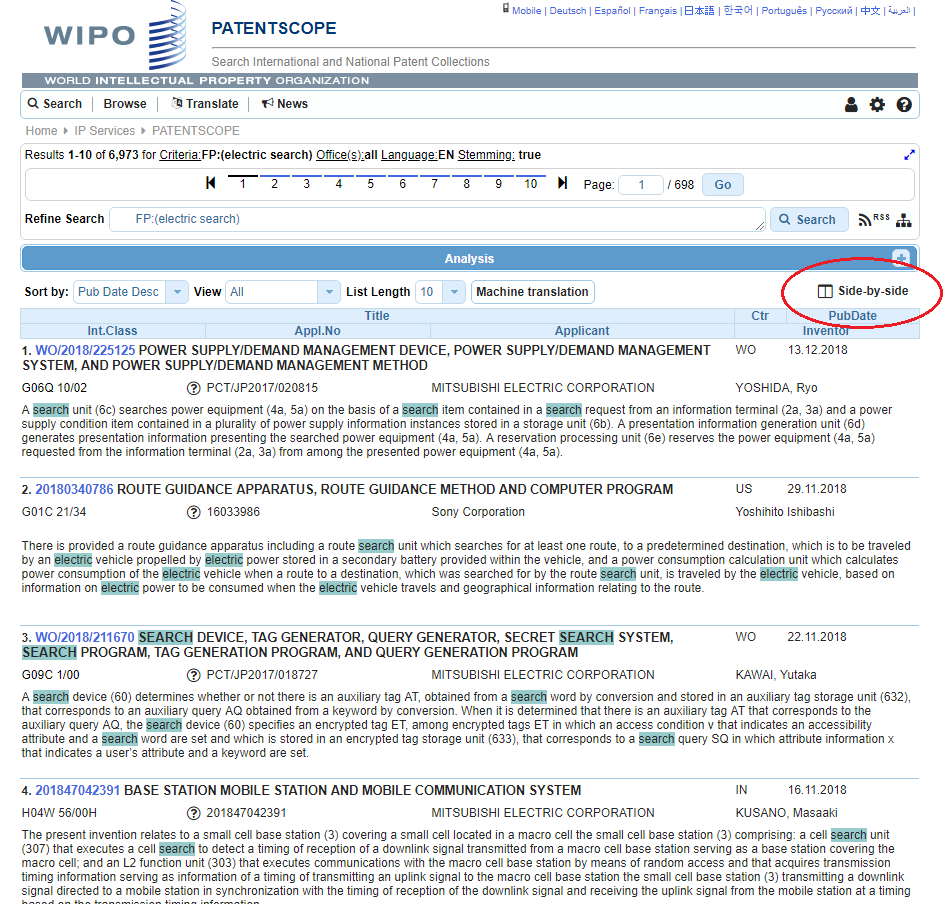 Mobile | Deutsch | Español | Français | 日本語 | 한국어 | Português | Русский | 中文 | العربية |
WIPO
PATENTSCOPE
Search International and National Patent Collections
WORLD INTELLECTUAL PROPERTY ORGANIZATION
Search | Browse | Translate | News
Home IP Services PATENTSCOPE
Results 1-10 of 6,973 for Criteria:FP:(electric search) Office(s):all Language:EN Stemming: true
1 2 3 4 5 6 7 8 9 10 Page: 1 / 698 Go
Refine Search FP:(electric search) Search RSS
Analysis
Sort by: Pub Date Desc View All List Length 10 Machine translation Side-by-side
Title Ctr PubDate
Int.Class Appl.No Applicant Inventor
1. WO/2018/225125 POWER SUPPLY/DEMAND MANAGEMENT DEVICE, POWER SUPPLY/DEMAND MANAGEMENT WO 13.12.2018
SYSTEM, AND POWER SUPPLY/DEMAND MANAGEMENT METHOD
G06Q 10/02 PCT/JP2017/020815 MITSUBISHI ELECTRIC CORPORATION YOSHIDA, Ryo
A search unit (6c) searches power equipment (4a, 5a) on the basis of a search item contained in a search request from an information terminal (2a, 3a) and a power
supply condition item contained in a plurality of power supply information instances stored in a storage unit (6b). A presentation information generation unit (6d)
generates presentation information presenting the searched power equipment (4a, 5a). A reservation processing unit (6e) reserves the power equipment (4a, 5a)
requested from the information terminal (2a, 3a) from among the presented power equipment (4a, 5a).
2. 20180340786 ROUTE GUIDANCE APPARATUS, ROUTE GUIDANCE METHOD AND COMPUTER PROGRAM US 29.11.2018
G01C 21/34 16033986 Sony Corporation Yoshihito Ishibashi
There is provided a route guidance apparatus including a route search unit which searches for at least one route, to a predetermined destination, which is to be traveled
by an electric vehicle propelled by electric power stored in a secondary battery provided within the vehicle, and a power consumption calculation unit which calculates
power consumption of the electric vehicle when a route to a destination, which was searched for by the route search unit, is traveled by the electric vehicle, based on
information on electric power to be consumed when the electric vehicle travels and geographical information relating to the route.
3. WO/2018/211670 SEARCH DEVICE, TAG GENERATOR, QUERY GENERATOR, SECRET SEARCH SYSTEM, WO 22.11.2018
SEARCH PROGRAM, TAG GENERATION PROGRAM, AND QUERY GENERATION PROGRAM
G09C 1/00 PCT/JP2017/018727 MITSUBISHI ELECTRIC CORPORATION KAWAI, Yutaka
A search device (60) determines whether or not there is an auxiliary tag AT, obtained from a search word by conversion and stored in an auxiliary tag storage unit (632),
that corresponds to an auxiliary query AQ obtained from a keyword by conversion. When it is determined that there is an auxiliary tag AT that corresponds to the
auxiliary query AQ, the search device (60) specifies an encrypted tag ET, among encrypted tags ET in which an access condition v that indicates an accessibility
attribute and a search word are set and which is stored in an encrypted tag storage unit (633), that corresponds to a search query SQ in which attribute information x
that indicates a user's attribute and a keyword are set.
4. 201847042391 BASE STATION MOBILE STATION AND MOBILE COMMUNICATION SYSTEM IN 16.11.2018
H04W 56/00H 201847042391 MITSUBISHI ELECTRIC CORPORATION KUSANO, Masaaki
The present invention relates to a small cell base station (3) covering a small cell located in a macro cell the small cell base station (3) comprising: a cell search unit
(307) that executes a cell search to detect a timing of reception of a downlink signal transmitted from a macro cell base station serving as a base station covering the
macro cell; and an L2 function unit (303) that executes communications with the macro cell base station by means of random access and that acquires transmission
timing information serving as information of a timing of transmitting an uplink signal to the macro cell base station the small cell base station (3) transmitting a downlink
signal directed to a mobile station in synchronization with the timing of reception of the downlink signal and receiving the uplink signal from the mobile station at a timing
based on the transmission timing information.